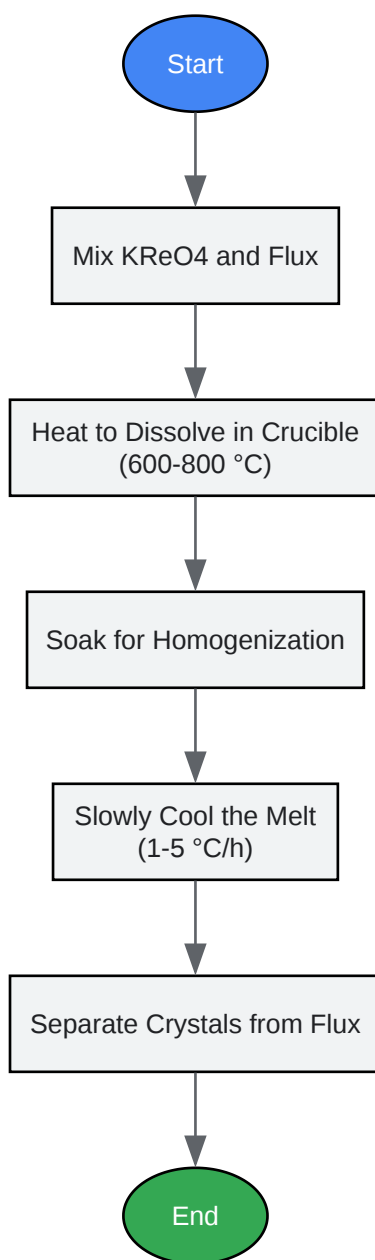 Start
Mix KReO4 and Flux
Heat to Dissolve in Crucible
(600-800 °C)
Soak for Homogenization
Slowly Cool the Melt
(1-5 °C/h)
Separate Crystals from Flux
End